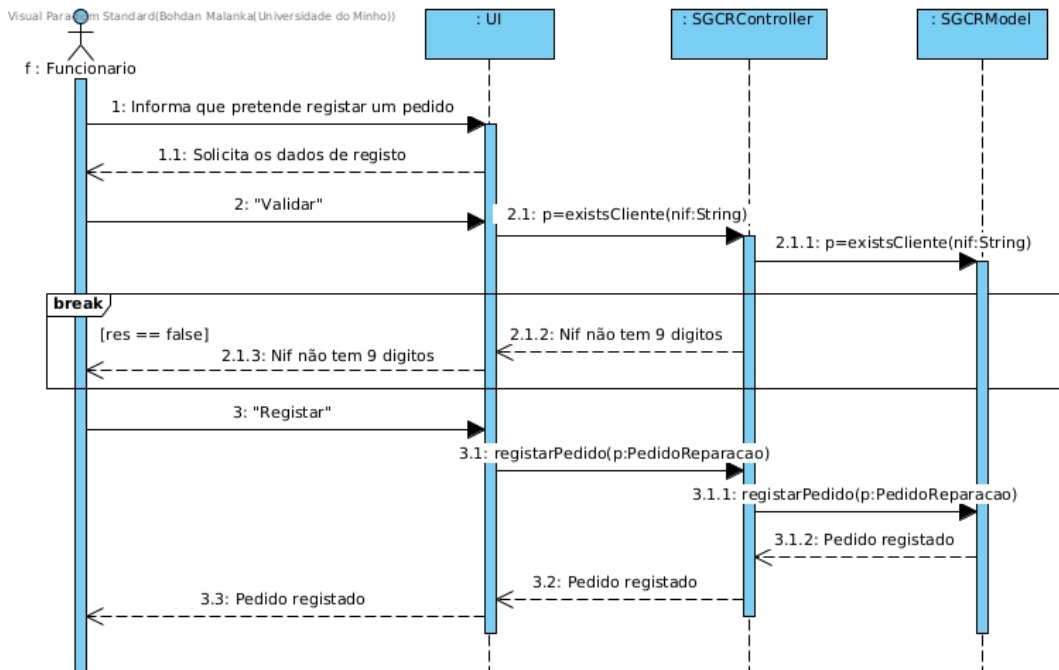 Visual Paradigm Standard(Bohdan Malanka(Universidade do Minho))
: UI
: SGCRController
: SGCRModel
f : Funcionario
1: Informa que pretende registar um pedido
1.1: Solicita os dados de registo
2: "Validar"
2.1: p=existsCliente(nif:String)
2.1.1: p=existsCliente(nif:String)
break
[res == false]
2.1.2: Nif não tem 9 digitos
2.1.3: Nif não tem 9 digitos
3: "Registar"
3.1: registarPedido(p:PedidoReparacao)
3.1.1: registarPedido(p:PedidoReparacao)
3.1.2: Pedido registado
3.2: Pedido registado
3.3: Pedido registado